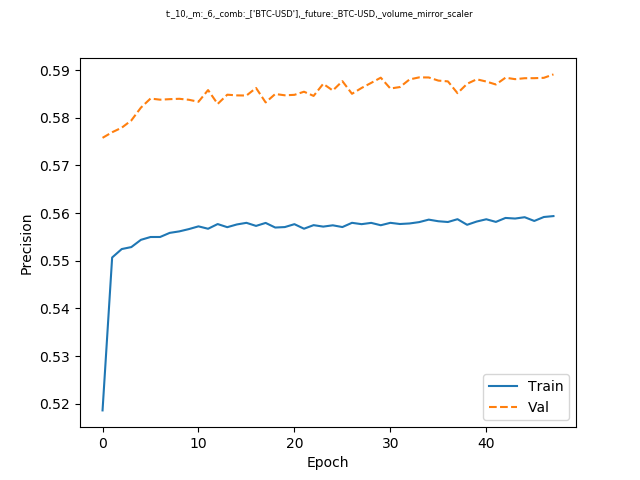 t:_10,_m:_6,_comb:_['BTC-USD'],_future:_BTC-USD,_volume_mirror_scaler
0.59
0.58
0.57
0.56
0.55
0.54
0.53
0.52
Precision
0 10 20 30 40
Epoch
Train
Val